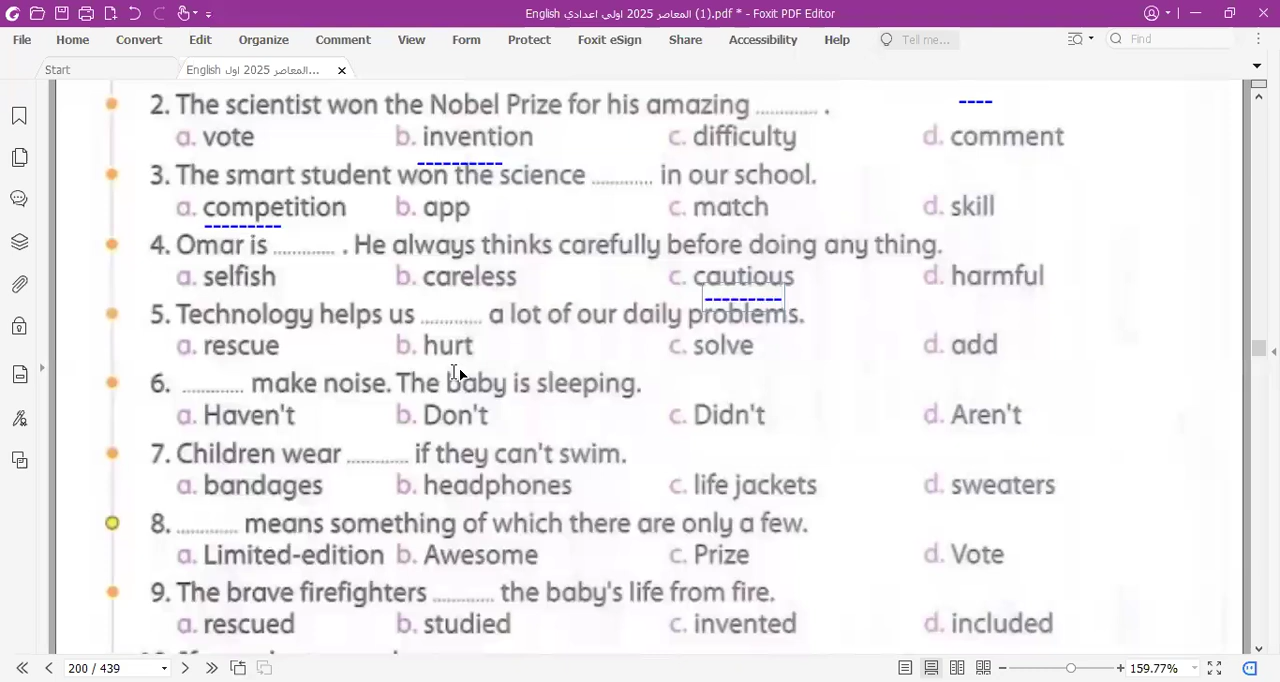 English المعاصر 2025 اولي اعدادي (1).pdf * - Foxit PDF Editor
File Home Convert Edit Organize Comment View Form Protect Foxit eSign Share Accessibility Help Tell me... Find
Start
English المعاصر 2025 اول...
2. The scientist won the Nobel Prize for his amazing ............ .
a. vote b. invention c. difficulty d. comment
3. The smart student won the science ............ in our school.
a. competition b. app c. match d. skill
4. Omar is ............ . He always thinks carefully before doing any thing.
a. selfish b. careless c. cautious d. harmful
5. Technology helps us ............ a lot of our daily problems.
a. rescue b. hurt c. solve d. add
6. ............ make noise. The baby is sleeping.
a. Haven't b. Don't c. Didn't d. Aren't
7. Children wear ............ if they can't swim.
a. bandages b. headphones c. life jackets d. sweaters
8. ............ means something of which there are only a few.
a. Limited-edition b. Awesome c. Prize d. Vote
9. The brave firefighters ............ the baby's life from fire.
a. rescued b. studied c. invented d. included
200 / 439
159.77%